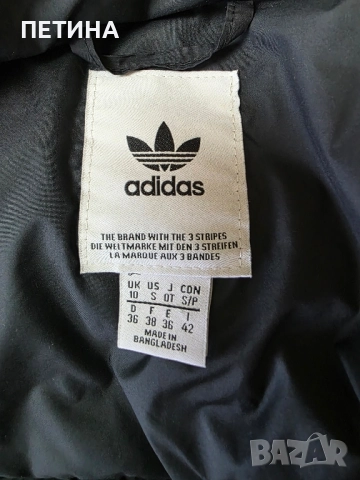 ПЕТИНА
adidas
THE BRAND WITH THE 3 STRIPES
DIE WELTMARKE MIT DEN 3 STREIFEN
LA MARQUE AUX 3 BANDES
UK US J CON
10 S OT S/P
D F E I
36 38 36 42
MADE IN
BANGLADESH
BAZAR